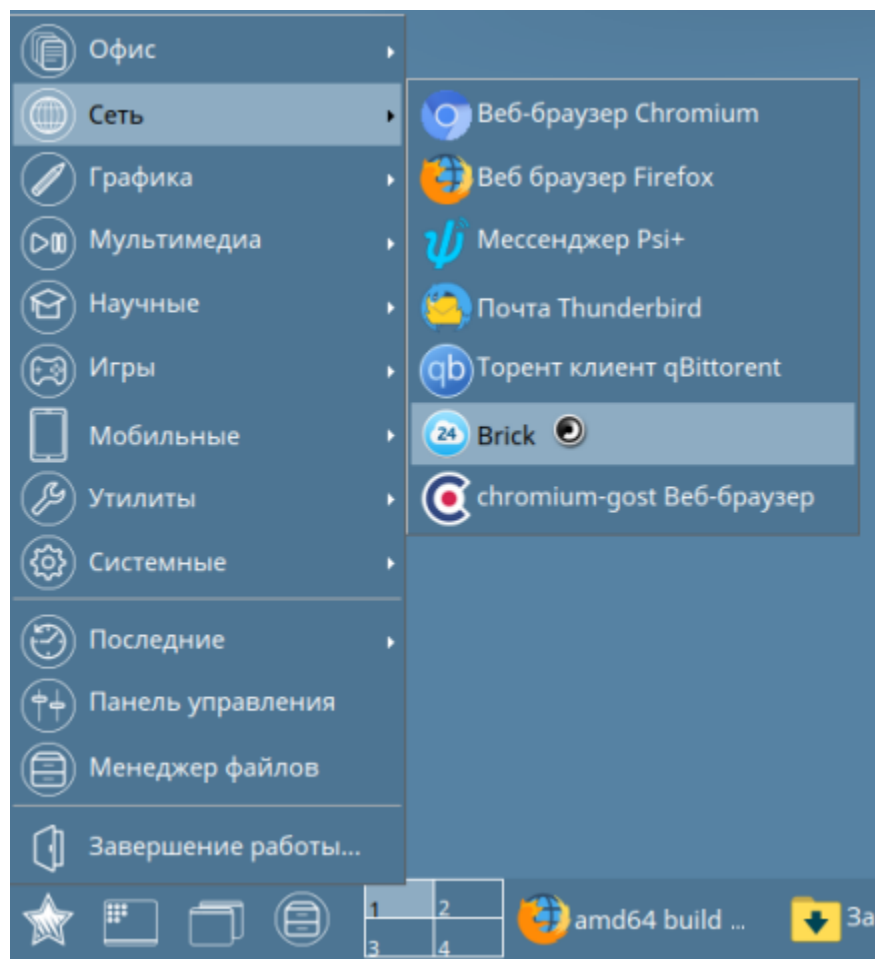 Офис
Сеть
Графика
Мультимедиа
Научные
Игры
Мобильные
Утилиты
Системные
Последние
Панель управления
Менеджер файлов
Завершение работы...
Веб-браузер Chromium
Веб браузер Firefox
Мессенджер Psi+
Почта Thunderbird
qb Торент клиент qBittorent
24 Brick
chromium-gost Веб-браузер
1 2
3 4
amd64 build ...
За